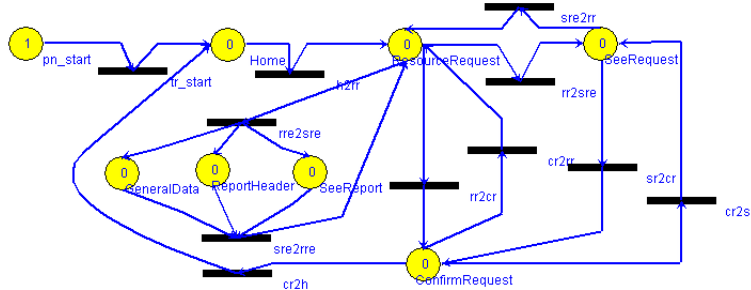 sre2rr
1 0 0 0
pn_start Home ResourceRequest SeeRequest
tr_start h2rr rr2sre
rre2sre
0 0 0
GeneralData ReportHeader SeeReport
cr2rr
rr2cr sr2cr
cr2s
sre2rre
0
cr2h ConfirmRequest